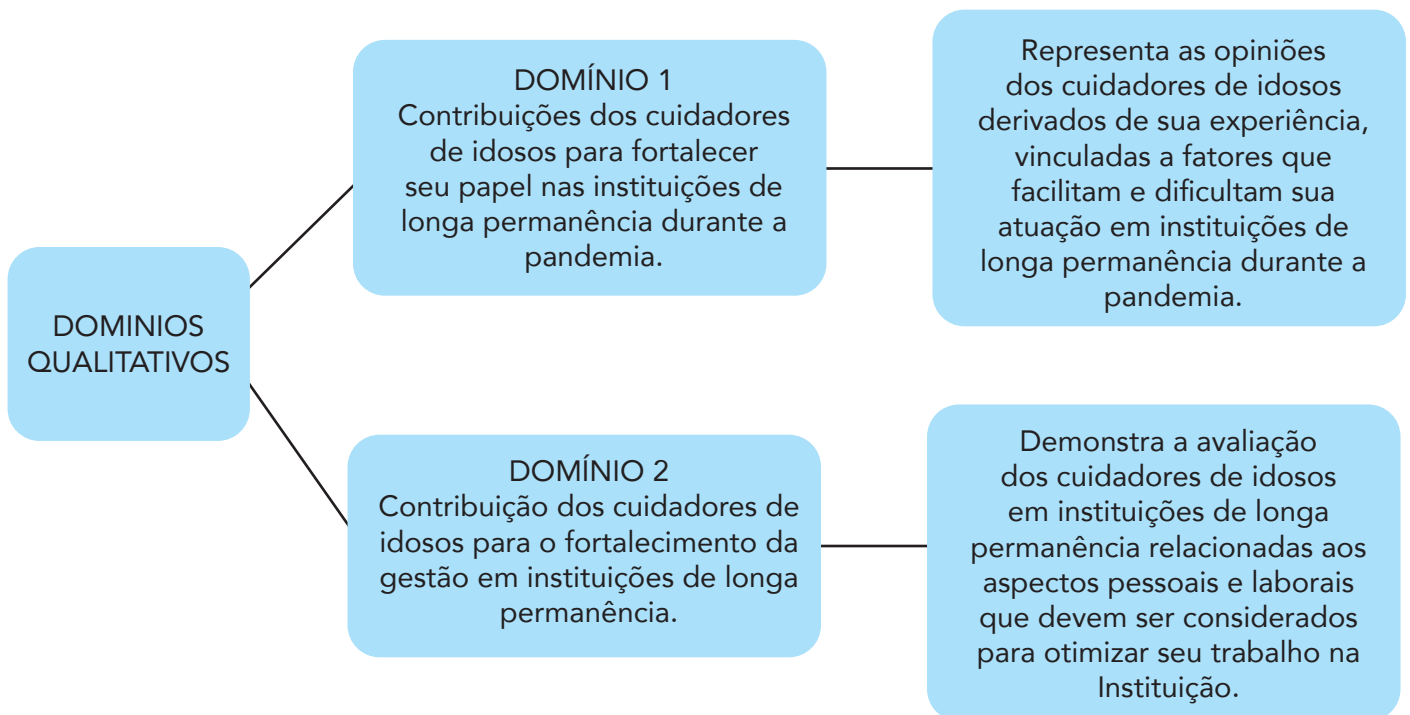 DOMINIOS
QUALITATIVOS
DOMÍNIO 1
Contribuições dos cuidadores
de idosos para fortalecer
seu papel nas instituições de
longa permanência durante a
pandemia.
Representa as opiniões
dos cuidadores de idosos
derivados de sua experiência,
vinculadas a fatores que
facilitam e dificultam sua
atuação em instituições de
longa permanência durante a
pandemia.
DOMÍNIO 2
Contribuição dos cuidadores de
idosos para o fortalecimento da
gestão em instituições de longa
permanência.
Demonstra a avaliação
dos cuidadores de idosos
em instituições de longa
permanência relacionadas aos
aspectos pessoais e laborais
que devem ser considerados
para otimizar seu trabalho na
Instituição.